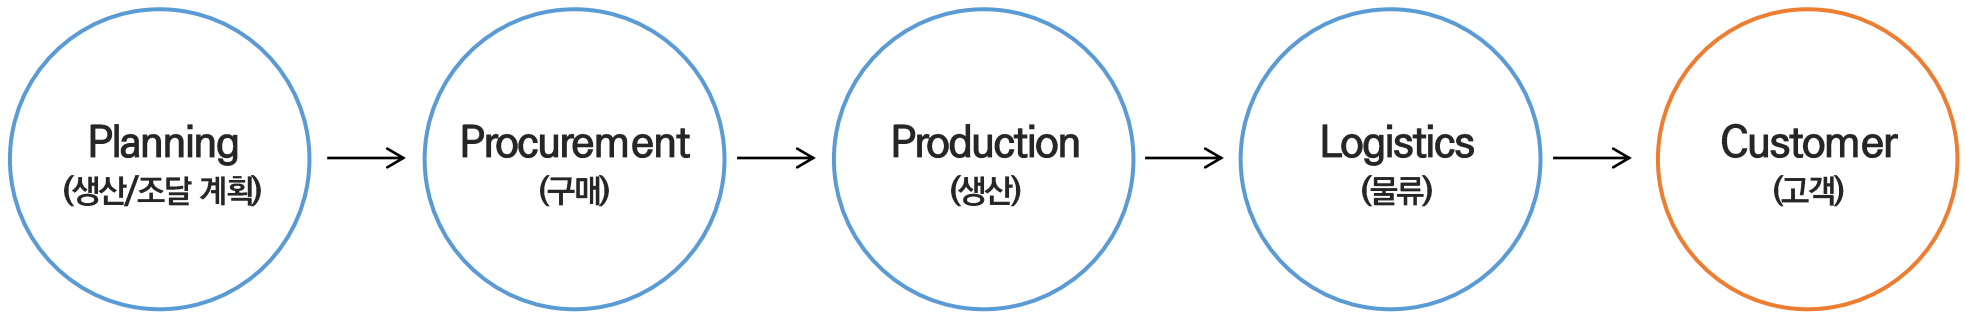 Planning
(생산/조달 계획)
Procurement
(구매)
Production
(생산)
Logistics
(물류)
Customer
(고객)